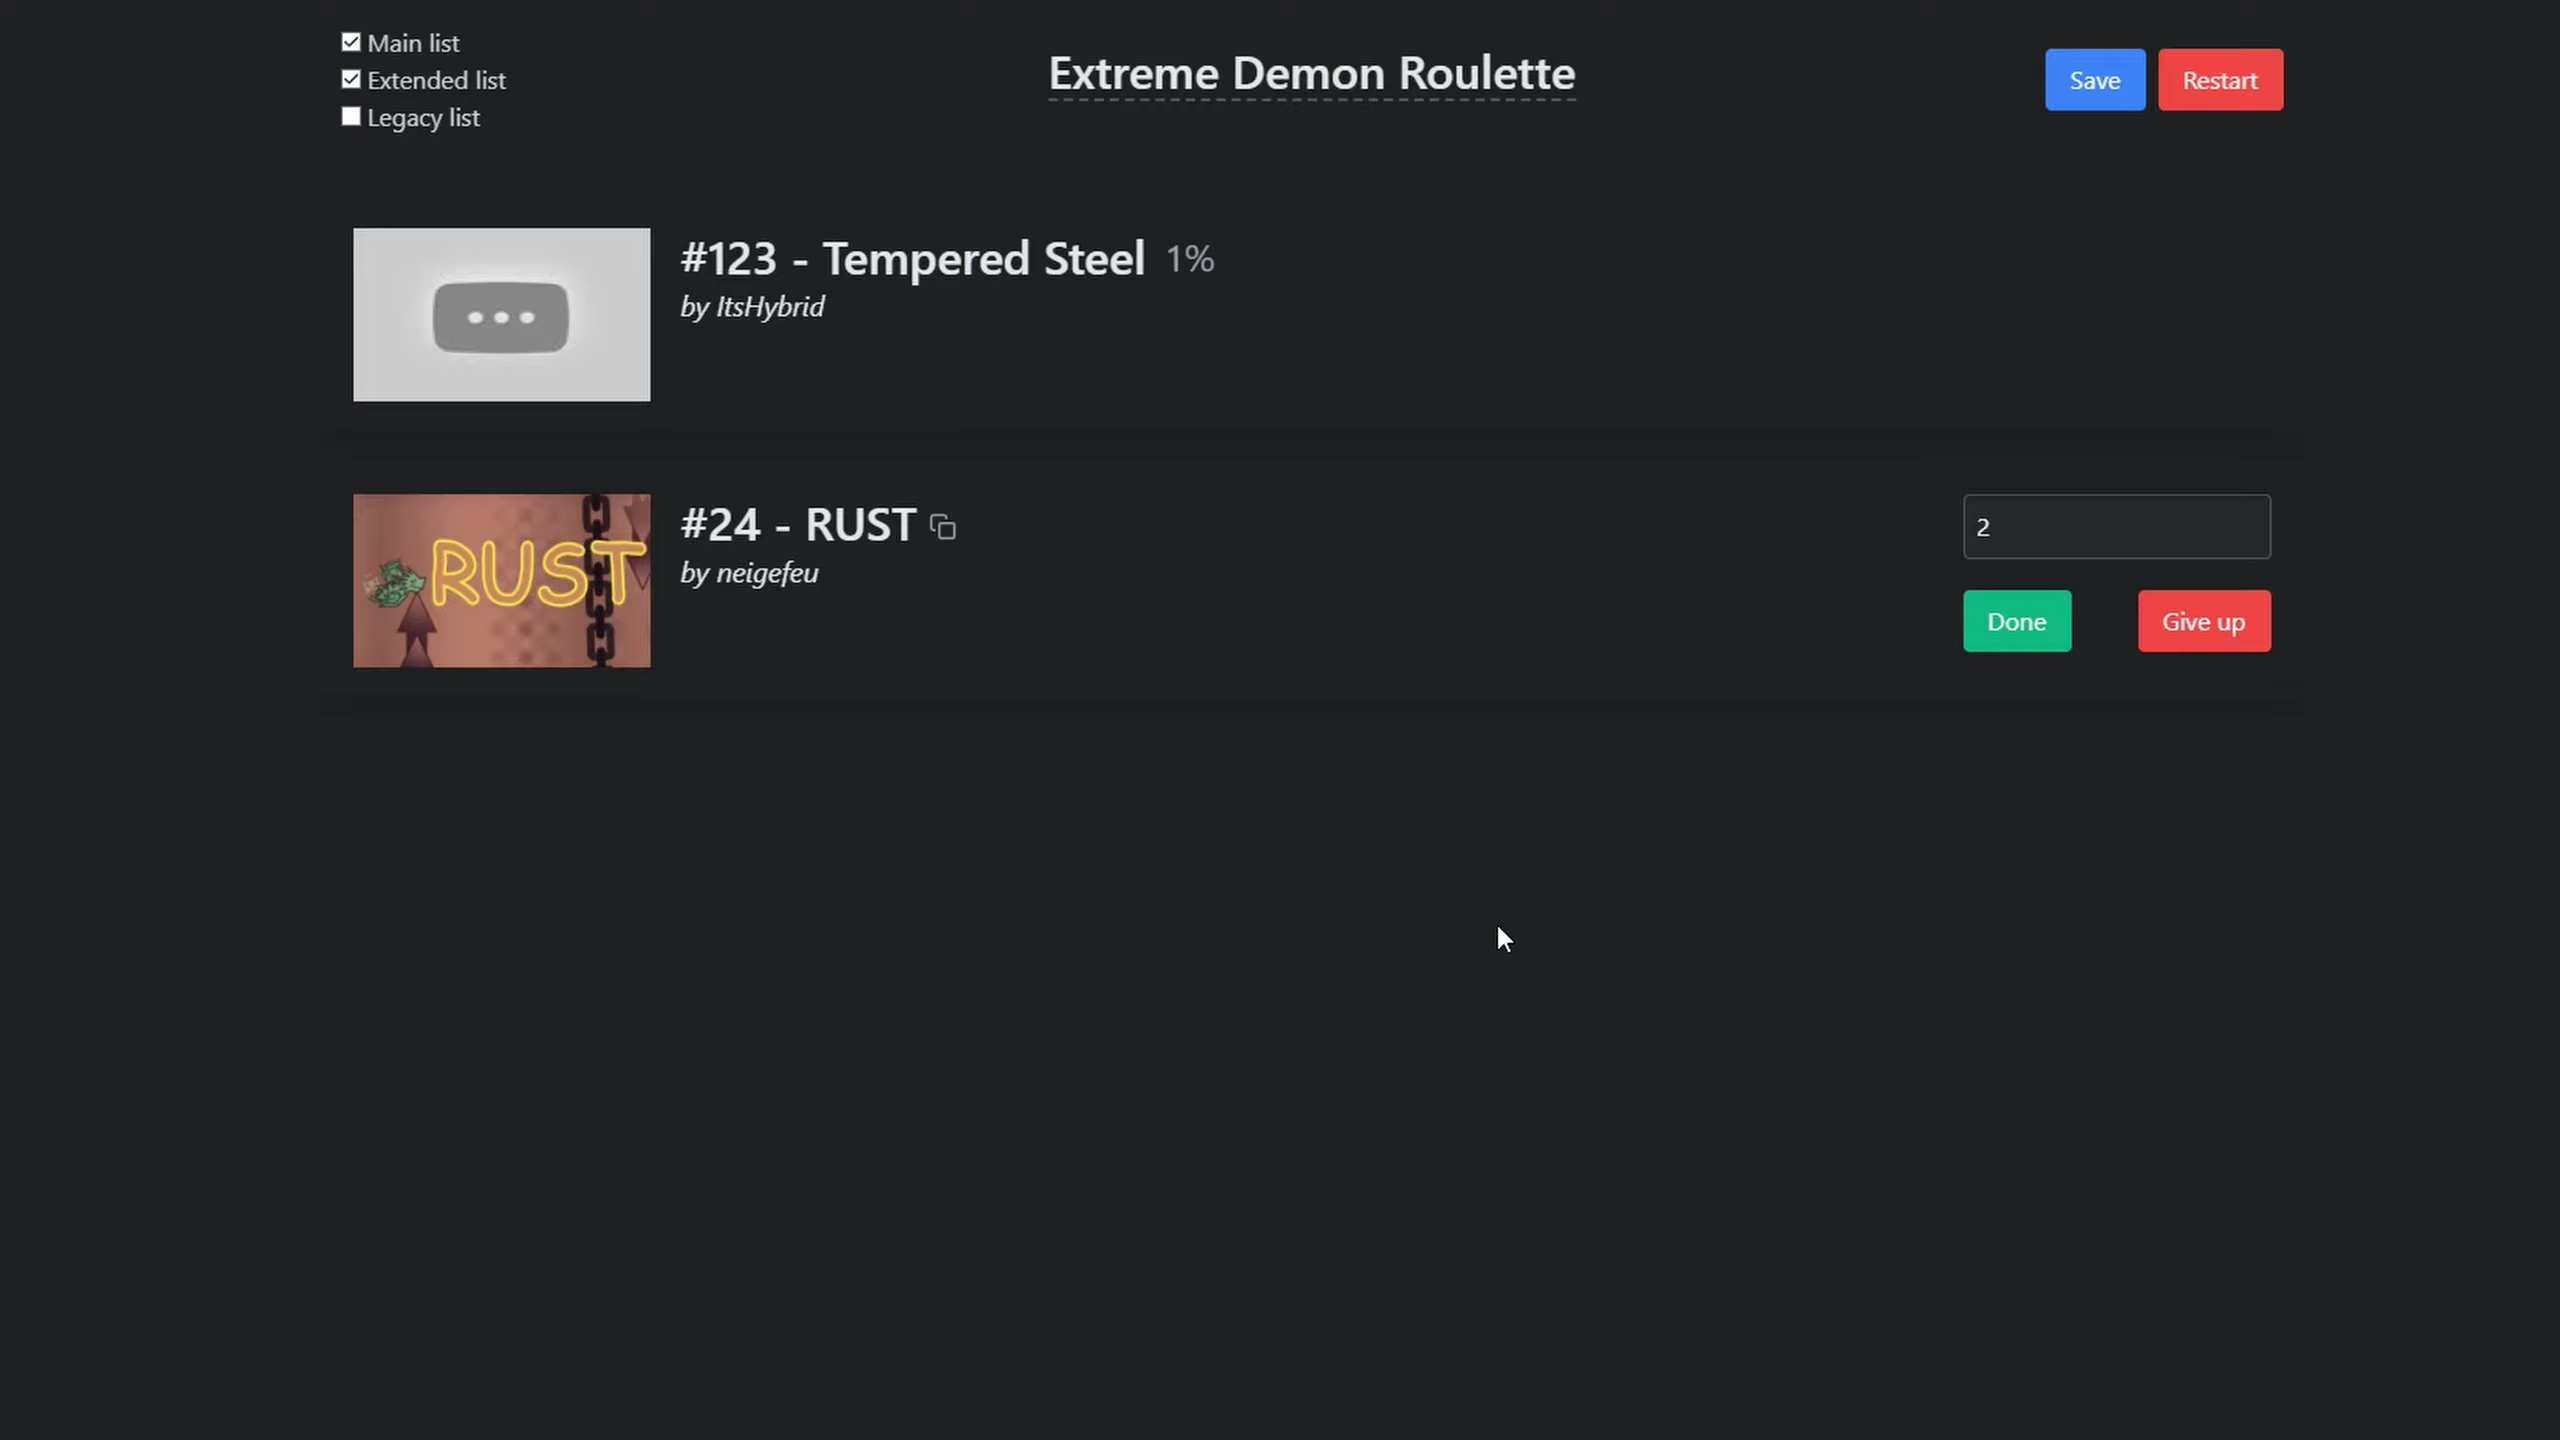 Main list
Extended list
Legacy list
Extreme Demon Roulette
Save
Restart
#123 - Tempered Steel 1%
by ItsHybrid
RUST
#24 - RUST
by neigefeu
2
Done
Give up